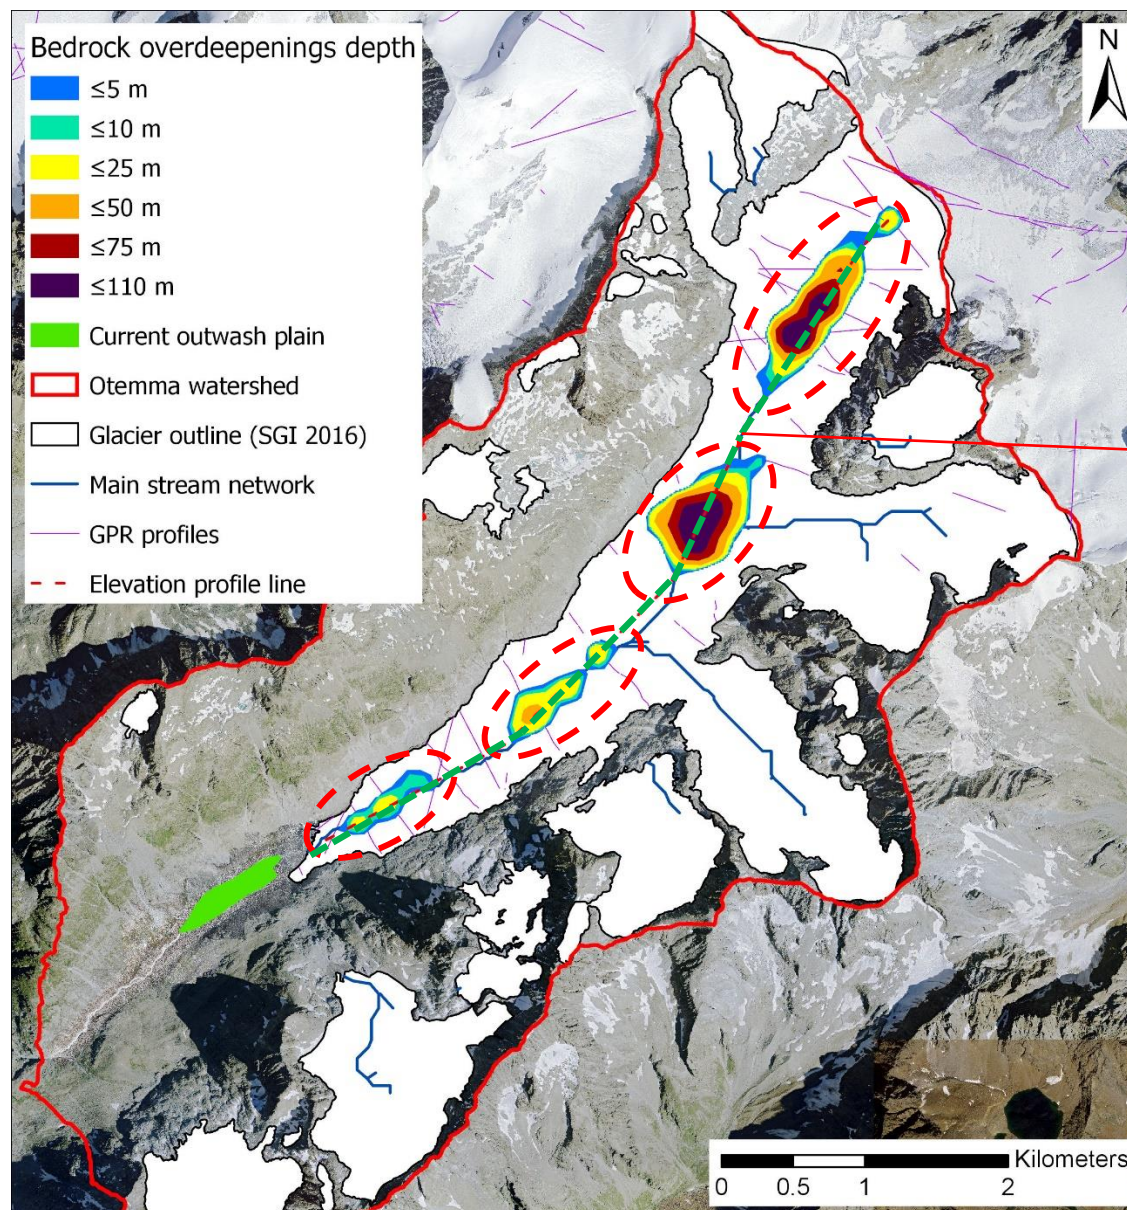 Bedrock overdeepenings depth
≤5 m
≤10 m
≤25 m
≤50 m
≤75 m
≤110 m
Current outwash plain
Otemma watershed
Glacier outline (SGI 2016)
Main stream network
GPR profiles
Elevation profile line
N
Kilometers
0 0.5 1 2